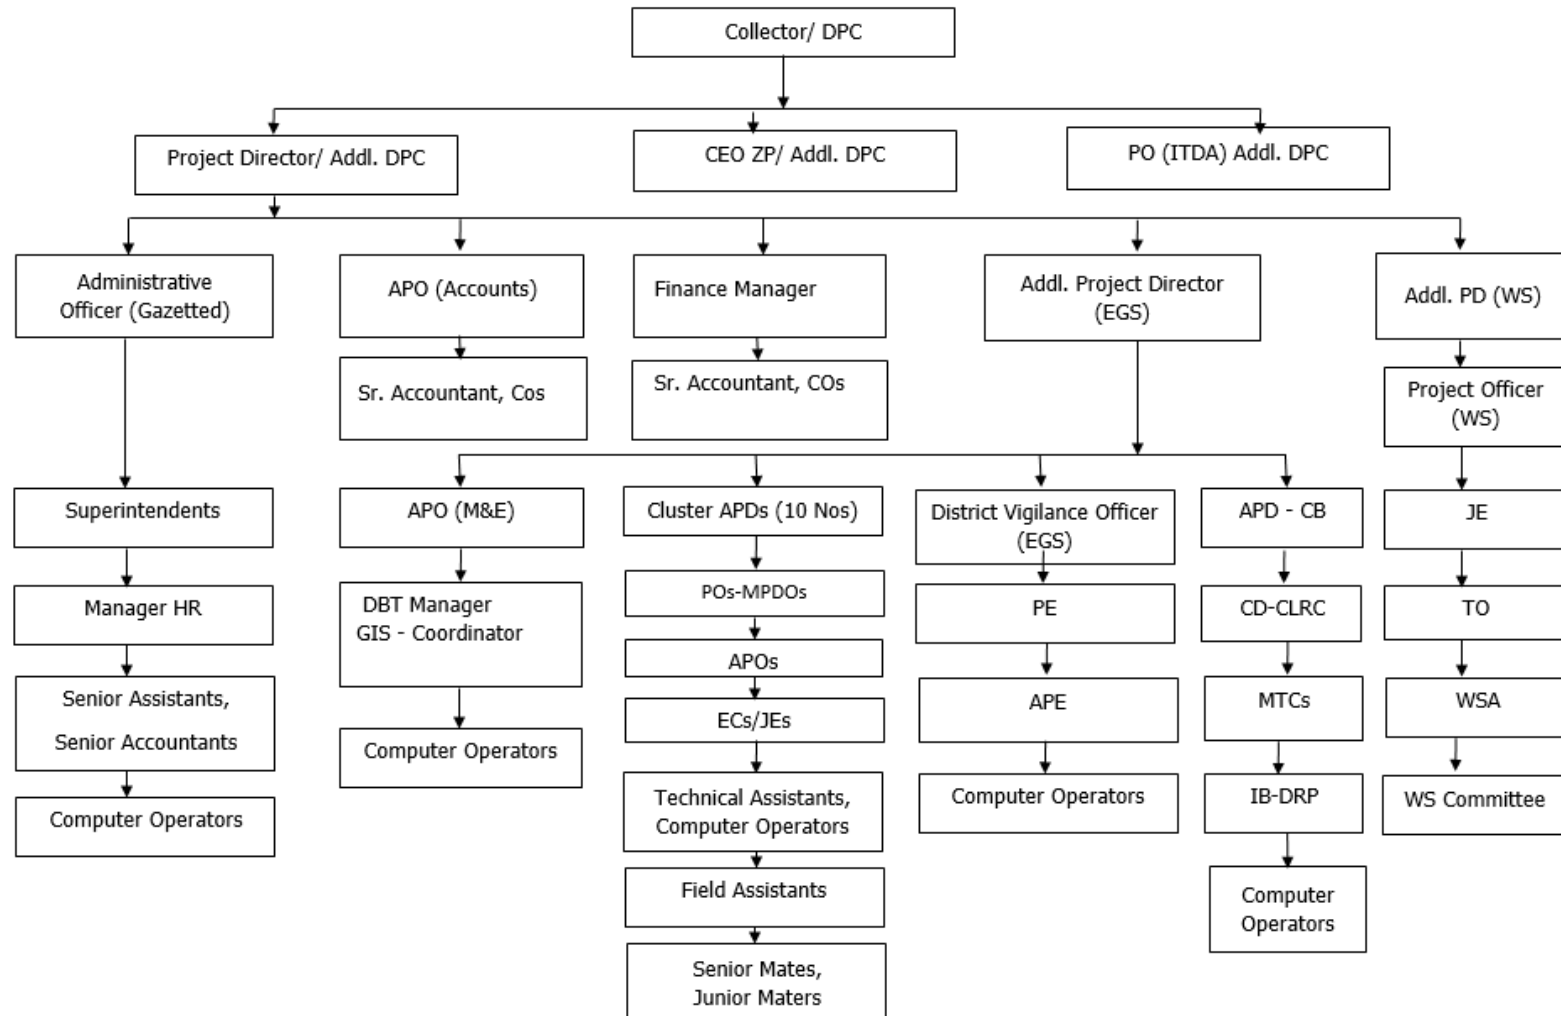 Collector/ DPC
Project Director/ Addl. DPC
CEO ZP/ Addl. DPC
PO (ITDA) Addl. DPC
Administrative
Officer (Gazetted)
APO (Accounts)
Finance Manager
Addl. Project Director
(EGS)
Addl. PD (WS)
Sr. Accountant, Cos
Sr. Accountant, COs
Project Officer
(WS)
Superintendents
APO (M&E)
Cluster APDs (10 Nos)
District Vigilance Officer
(EGS)
APD - CB
JE
Manager HR
DBT Manager
GIS - Coordinator
POs-MPDOs
PE
CD-CLRC
TO
APOs
Senior Assistants,
Senior Accountants
ECs/JEs
APE
MTCs
WSA
Computer Operators
Computer Operators
Technical Assistants,
Computer Operators
Computer Operators
IB-DRP
WS Committee
Field Assistants
Computer
Operators
Senior Mates,
Junior Maters